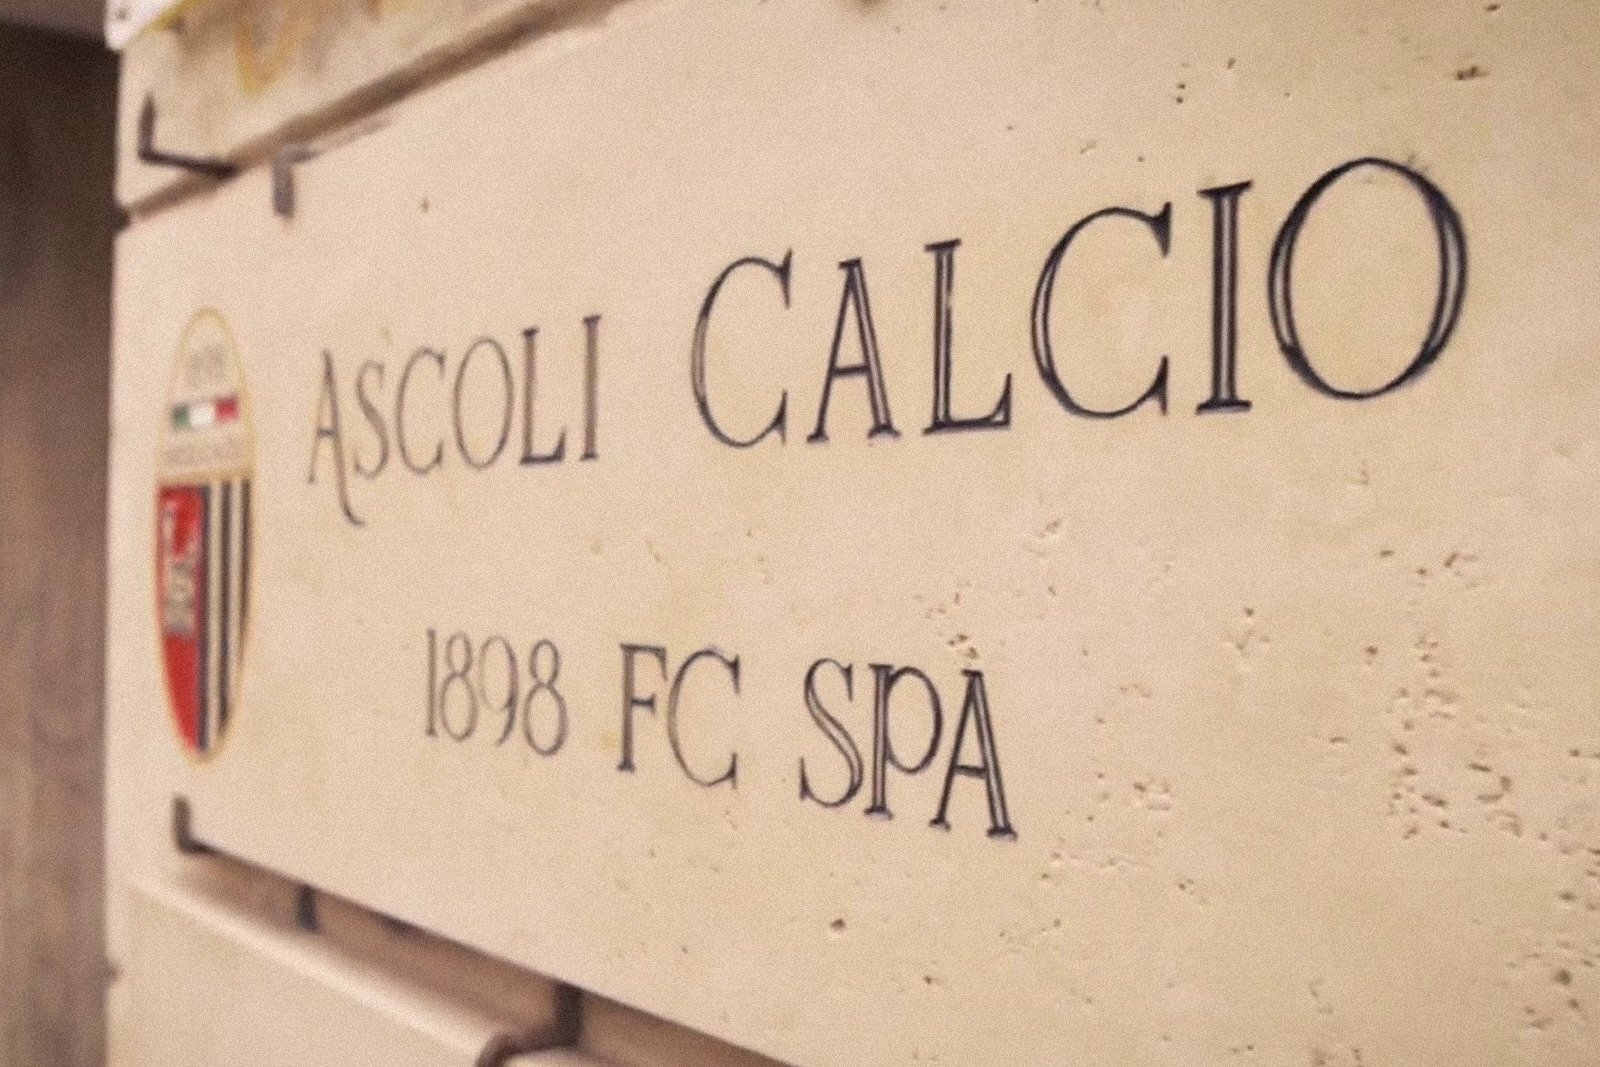 ASCOLI CALCIO
1898 FC SPA